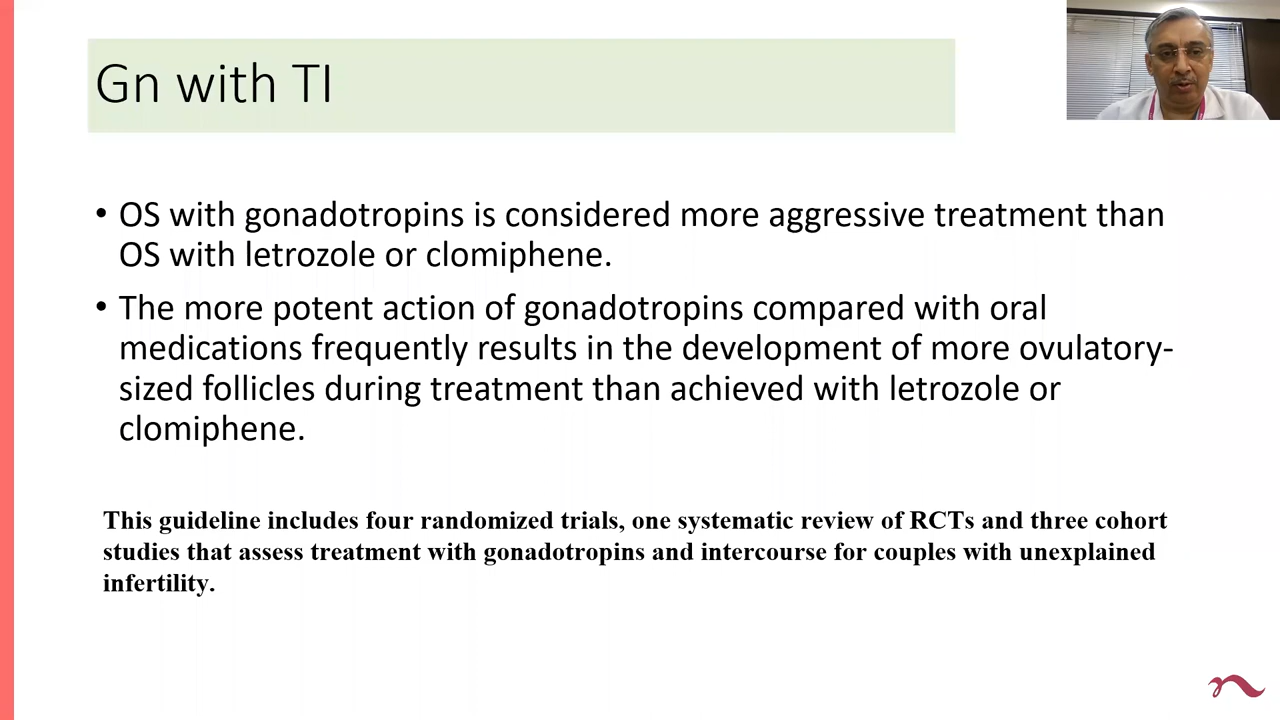 Gn with TI
• OS with gonadotropins is considered more aggressive treatment than
OS with letrozole or clomiphene.
• The more potent action of gonadotropins compared with oral
medications frequently results in the development of more ovulatory-
sized follicles during treatment than achieved with letrozole or
clomiphene.
This guideline includes four randomized trials, one systematic review of RCTs and three cohort
studies that assess treatment with gonadotropins and intercourse for couples with unexplained
infertility.